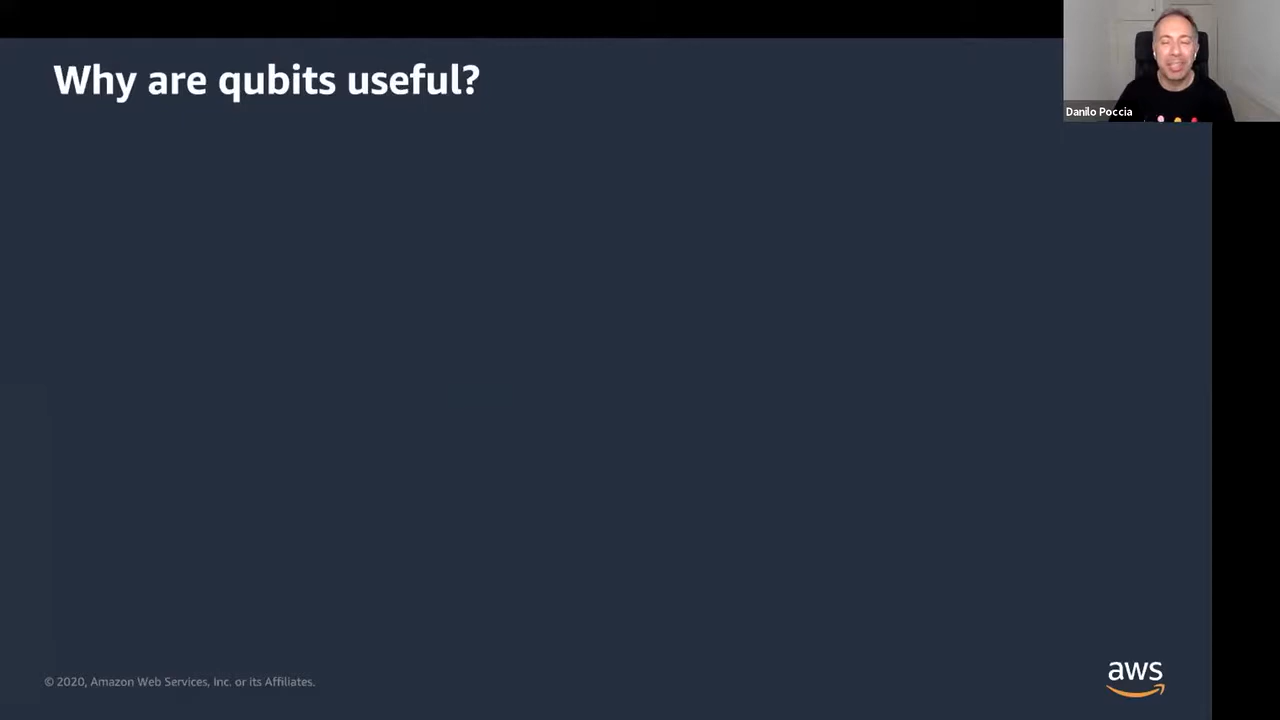 Why are qubits useful?
Danilo Poccia
© 2020, Amazon Web Services, Inc. or its Affiliates.
aws